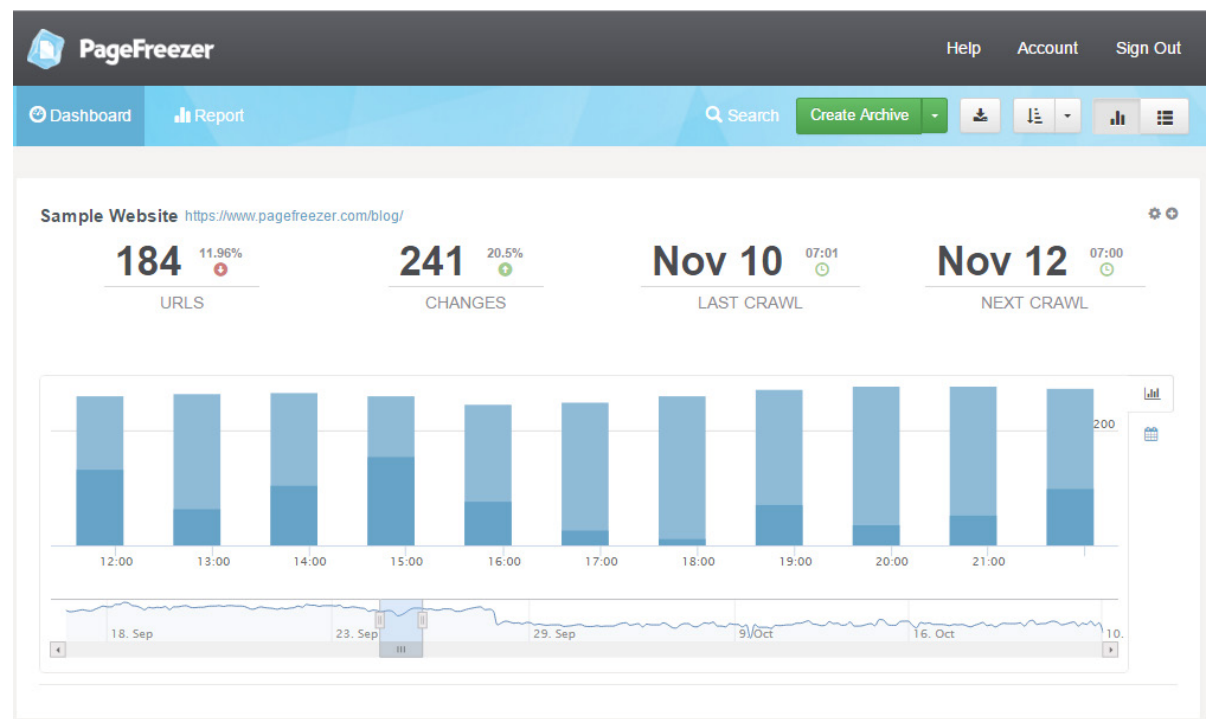 PageFreezer
Help Account Sign Out
Dashboard Report Search Create Archive
Sample Website https://www.pagefreezer.com/blog/
184 11.96% 241 20.5% Nov 10 07:01 Nov 12 07:00
URLS CHANGES LAST CRAWL NEXT CRAWL
200
12:00 13:00 14:00 15:00 16:00 17:00 18:00 19:00 20:00 21:00
18. Sep 23. Sep 29. Sep 9. Oct 16. Oct 10.